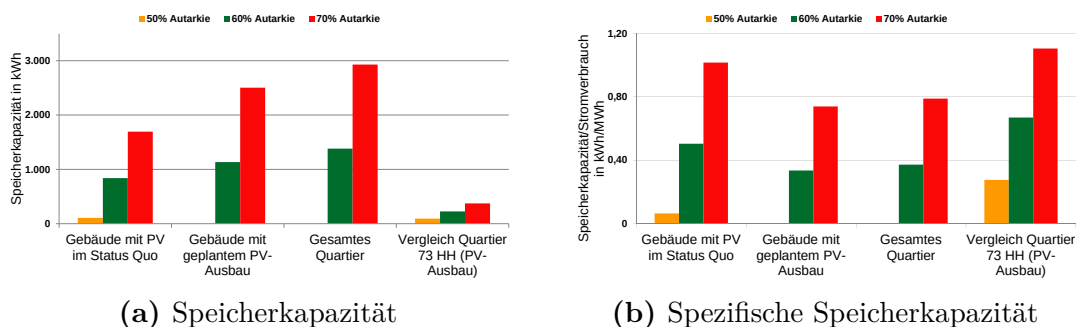 50% Autarkie 60% Autarkie 70% Autarkie
Speicherkapazität in kWh
3.000
2.000
1.000
0
Gebäude mit PV
im Status Quo
Gebäude mit
geplantem PV-
Ausbau
Gesamtes
Quartier
Vergleich Quartier
73 HH (PV-
Ausbau)
(a) Speicherkapazität
50% Autarkie 60% Autarkie 70% Autarkie
Speicherkapazität/Stromverbrauch
in kWh/MWh
1,20
0,80
0,40
0
Gebäude mit PV
im Status Quo
Gebäude mit
geplantem PV-
Ausbau
Gesamtes
Quartier
Vergleich Quartier
73 HH (PV-
Ausbau)
(b) Spezifische Speicherkapazität